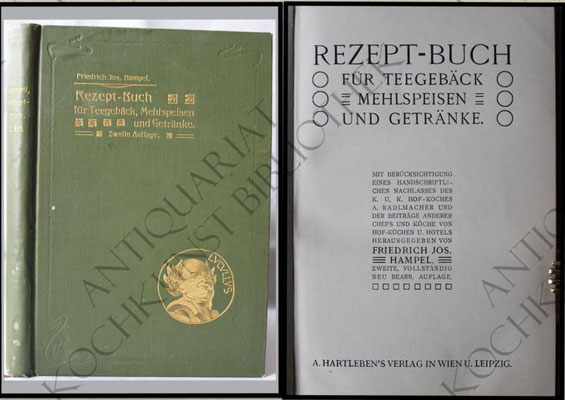 Friedrich Jos. Hampel.
Rezept-Buch
für Teegebäck, Mehlspeisen
und Getränke.
Zweite Auflage.
LVCVLLVS
REZEPT-BUCH
FÜR TEEGEBÄCK
MEHLSPEISEN
UND GETRÄNKE.
MIT BERÜCKSICHTIGUNG
EINES HANDSCHRIFTLI-
CHEN NACHLASSES DES
K. U. K. HOF-KOCHES
A. RADLMACHER UND
DER BEITRÄGE ANDERER
CHEFS UND KÖCHE VON
HOF-KÜCHEN U. HOTELS
HERAUSGEGEBEN VON
FRIEDRICH JOS.
HAMPEL.
ZWEITE, VOLLSTÄNDIG
NEU BEARB. AUFLAGE.
A. HARTLEBEN'S VERLAG IN WIEN U. LEIPZIG.
ANTIQUARIAT
KOCHKUNST BIBLIOTHEK